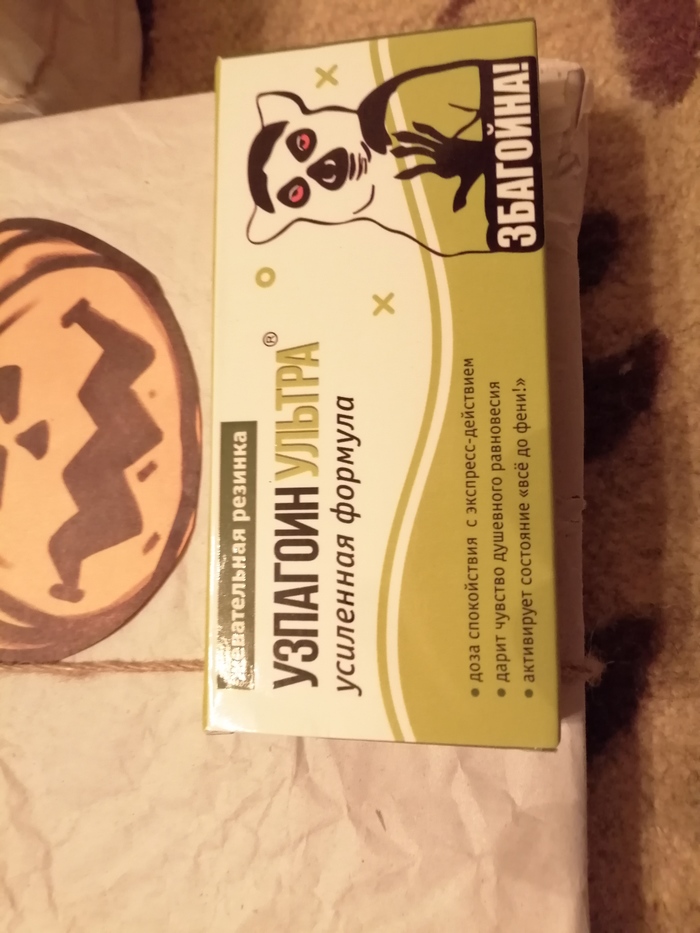 жевательная резинка
УЗПАГОИН УЛЬТРА®
усиленная формула
• доза спокойствия с экспресс-действием
• дарит чувство душевного равновесия
• активирует состояние «всё до фени!»
ЗБАГОЙНА!